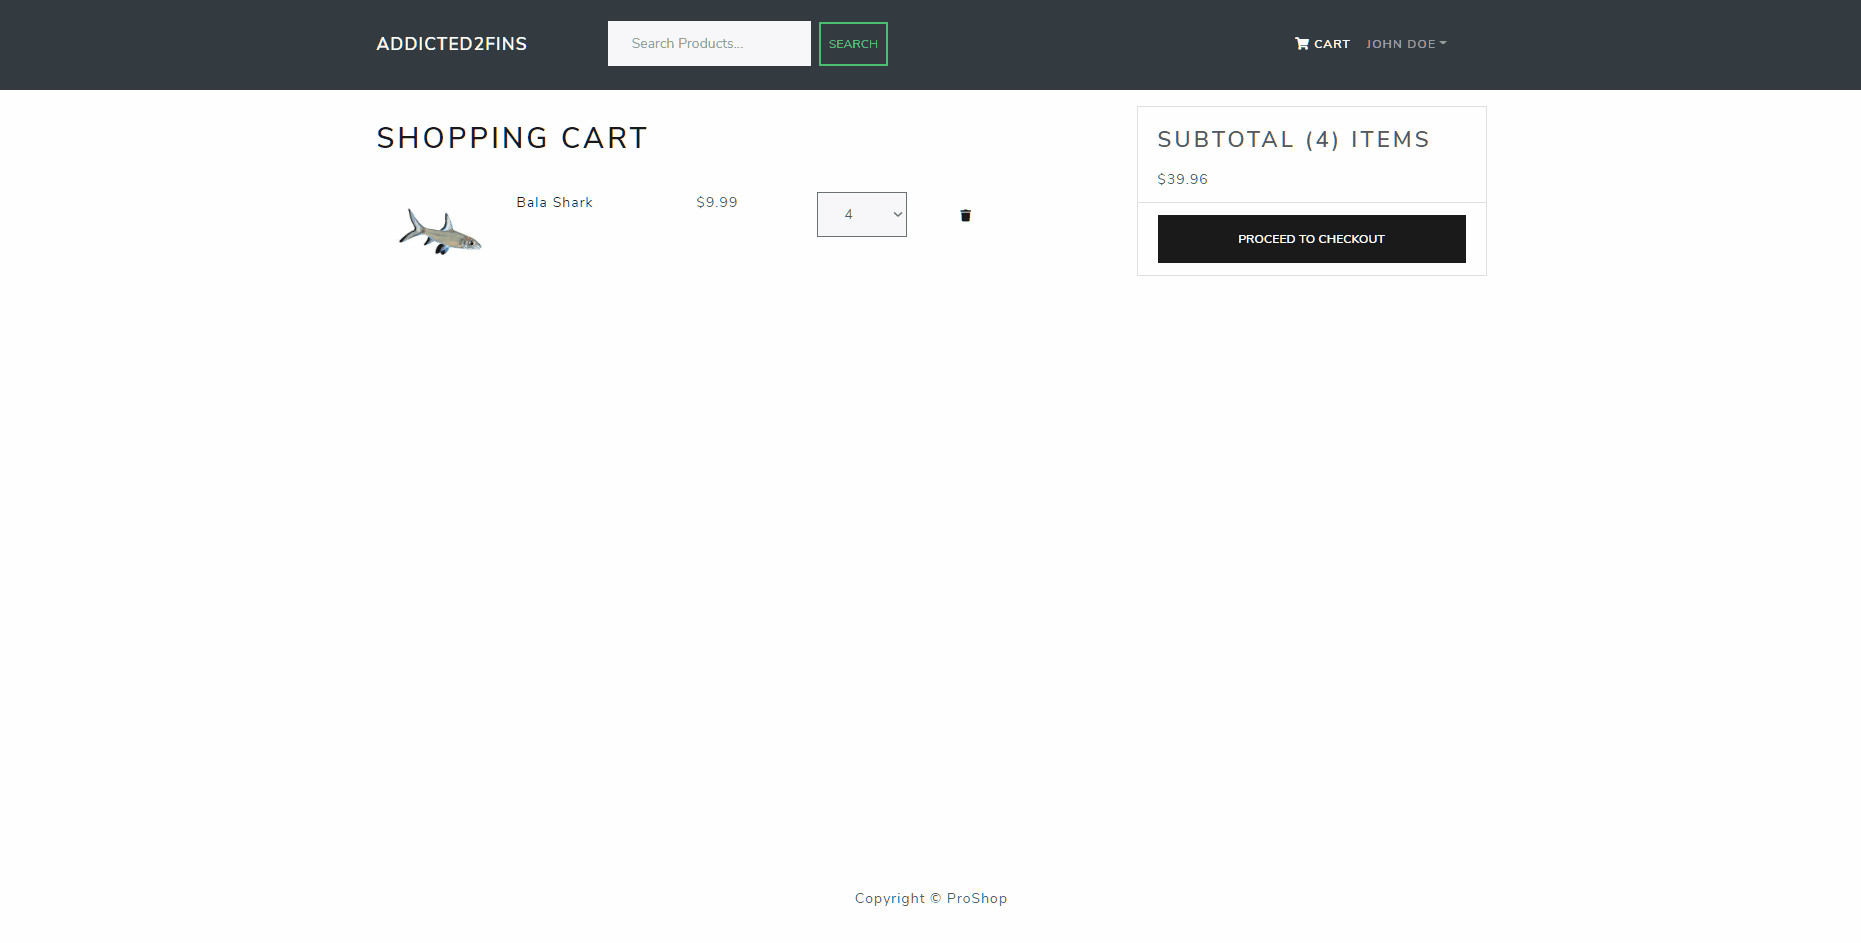 ADDICTED2FINS
Search Products...
SEARCH
CART
JOHN DOE
SHOPPING CART
Bala Shark
$9.99
4
SUBTOTAL (4) ITEMS
$39.96
PROCEED TO CHECKOUT
Copyright © ProShop